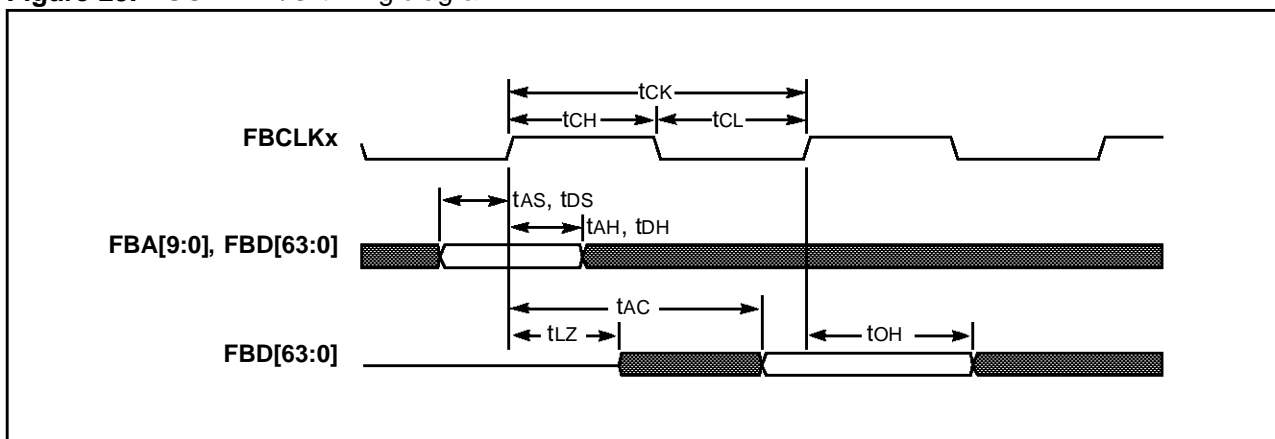 tCK
tCH tCL
FBCLKx
tAS, tDS
tAH, tDH
FBA[9:0], FBD[63:0]
tAC
tLZ tOH
FBD[63:0]